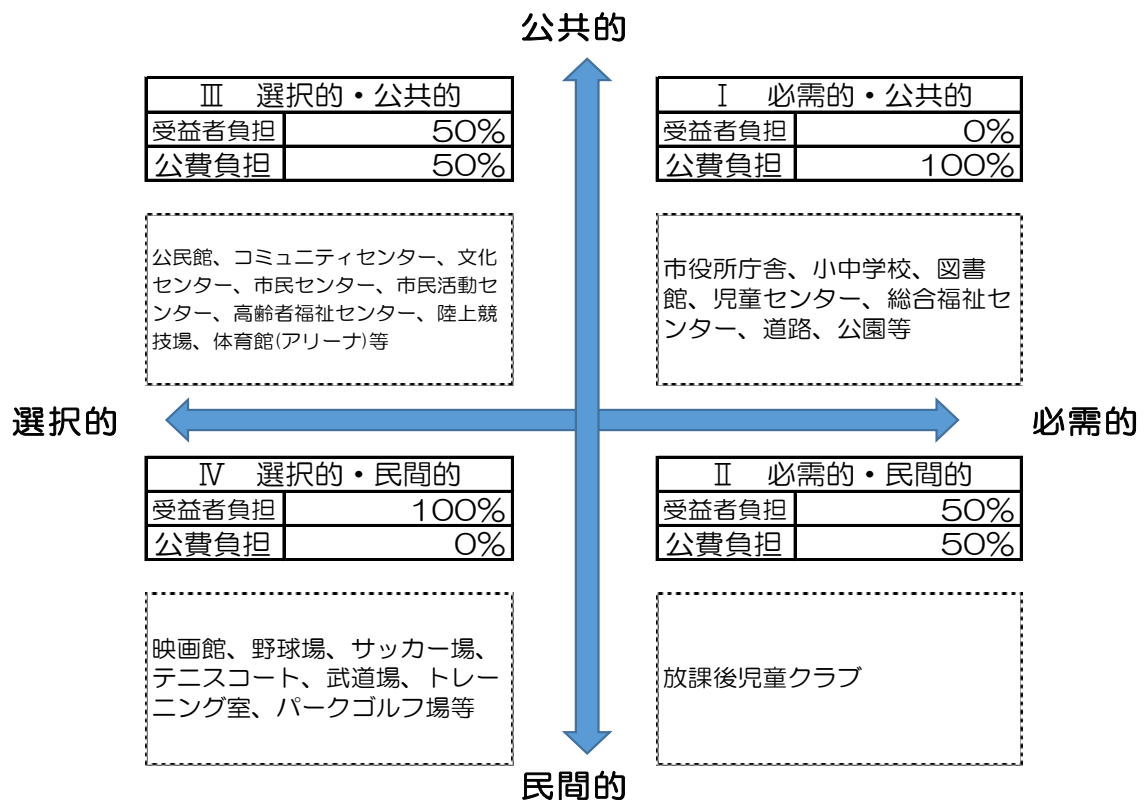 公共的
Ⅲ 選択的・公共的
受益者負担 50%
公費負担 50%
公民館、コミュニティセンター、文化
センター、市民センター、市民活動セ
ンター、高齢者福祉センター、陸上競
技場、体育館(アリーナ)等
Ⅰ 必需的・公共的
受益者負担 0%
公費負担 100%
市役所庁舎、小中学校、図書
館、児童センター、総合福祉セ
ンター、道路、公園等
選択的
必需的
Ⅳ 選択的・民間的
受益者負担 100%
公費負担 0%
映画館、野球場、サッカー場、
テニスコート、武道場、トレー
ニング室、パークゴルフ場等
Ⅱ 必需的・民間的
受益者負担 50%
公費負担 50%
放課後児童クラブ
民間的